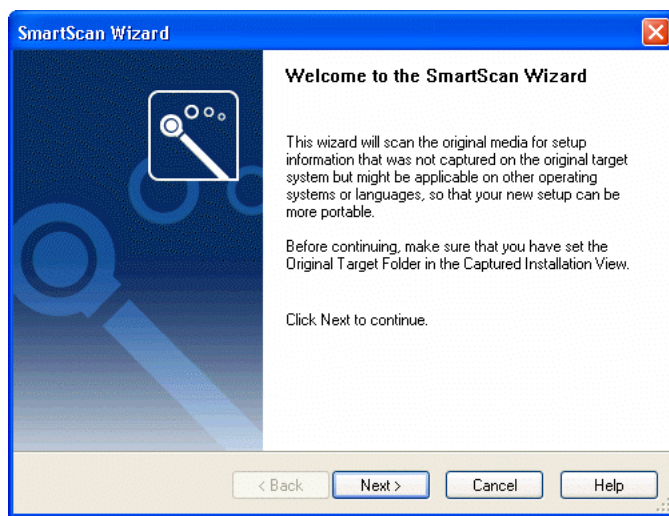 SmartScan Wizard
Welcome to the SmartScan Wizard
This wizard will scan the original media for setup
information that was not captured on the original target
system but might be applicable on other operating
systems or languages, so that your new setup can be
more portable.
Before continuing, make sure that you have set the
Original Target Folder in the Captured Installation View.
Click Next to continue.
< Back
Next >
Cancel
Help